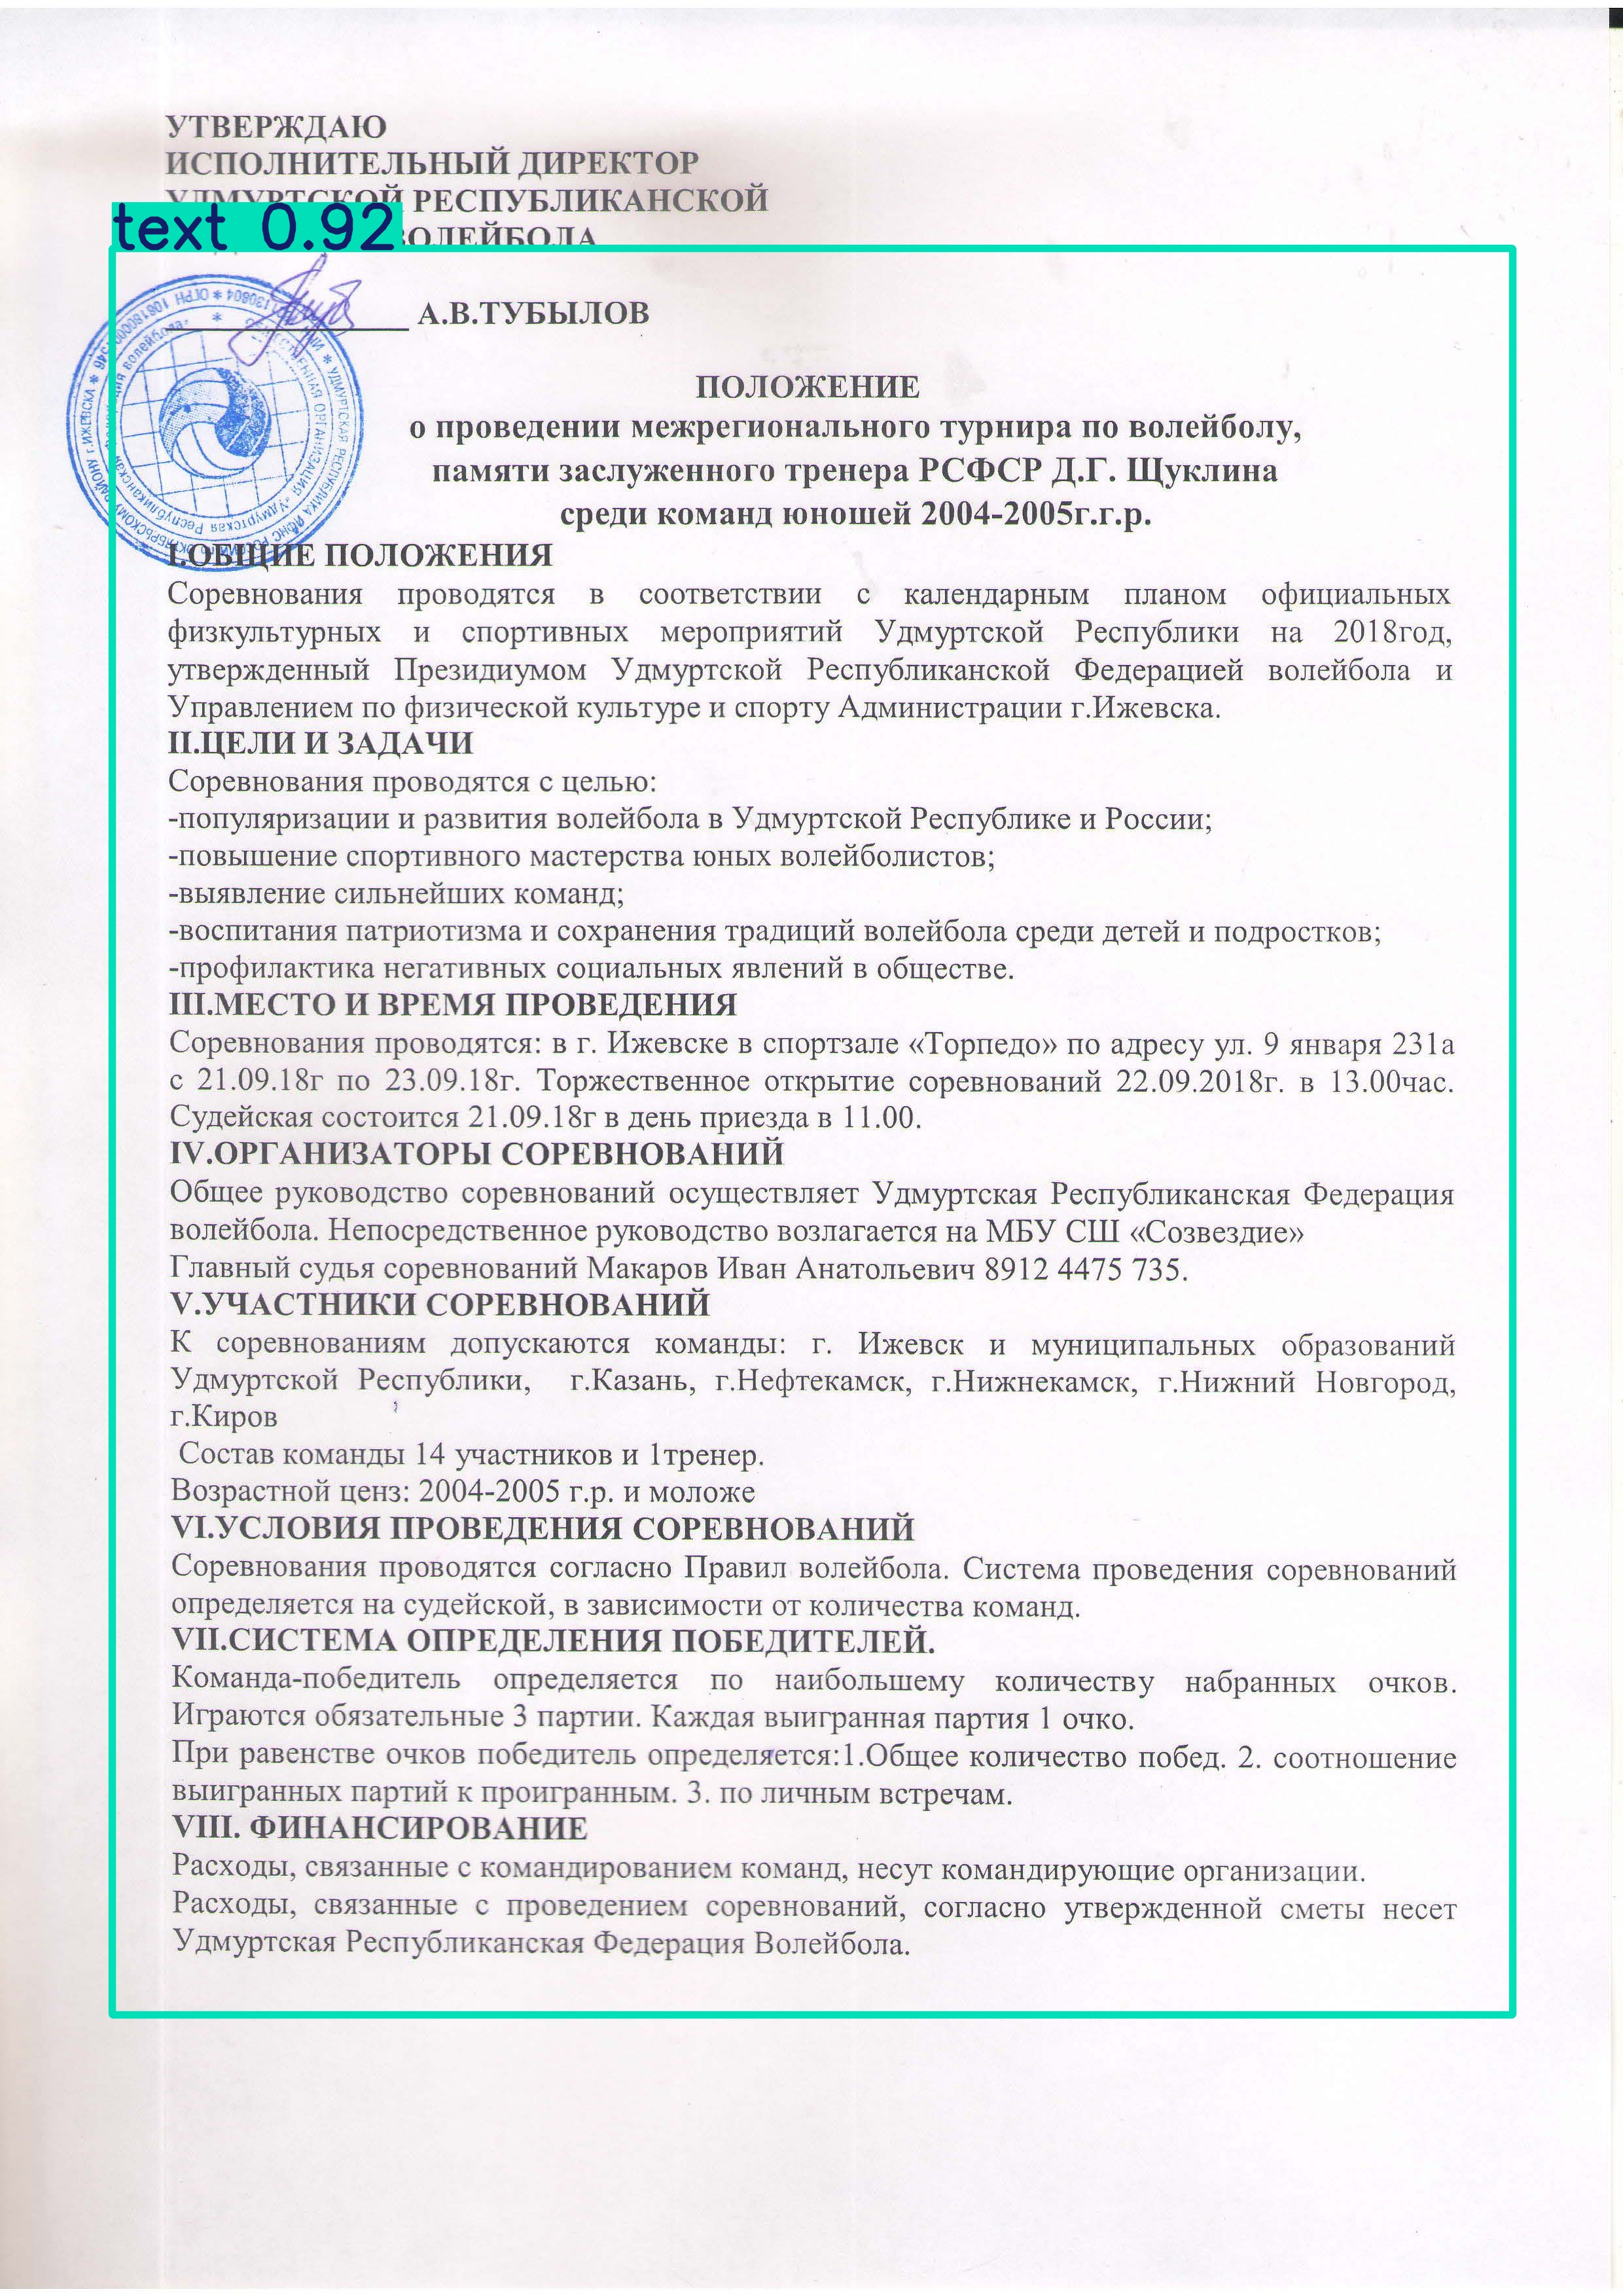 УТВЕРЖДАЮ
ИСПОЛНИТЕЛЬНЫЙ ДИРЕКТОР
УДМУРТСКОЙ РЕСПУБЛИКАНСКОЙ
ВОЛЕЙБОЛА
text 0.92
А.В.ТУБЫЛОВ
ПОЛОЖЕНИЕ
о проведении межрегионального турнира по волейболу,
памяти заслуженного тренера РСФСР Д.Г. Щуклина
среди команд юношей 2004-2005г.г.р.
I.ОБЩИЕ ПОЛОЖЕНИЯ
Соревнования проводятся в соответствии с календарным планом официальных
физкультурных и спортивных мероприятий Удмуртской Республики на 2018год,
утвержденный Президиумом Удмуртской Республиканской Федерацией волейбола и
Управлением по физической культуре и спорту Администрации г.Ижевска.
II.ЦЕЛИ И ЗАДАЧИ
Соревнования проводятся с целью:
-популяризации и развития волейбола в Удмуртской Республике и России;
-повышение спортивного мастерства юных волейболистов;
-выявление сильнейших команд;
-воспитания патриотизма и сохранения традиций волейбола среди детей и подростков;
-профилактика негативных социальных явлений в обществе.
III.МЕСТО И ВРЕМЯ ПРОВЕДЕНИЯ
Соревнования проводятся: в г. Ижевске в спортзале «Торпедо» по адресу ул. 9 января 231а
с 21.09.18г по 23.09.18г. Торжественное открытие соревнований 22.09.2018г. в 13.00час.
Судейская состоится 21.09.18г в день приезда в 11.00.
IV.ОРГАНИЗАТОРЫ СОРЕВНОВАНИЙ
Общее руководство соревнований осуществляет Удмуртская Республиканская Федерация
волейбола. Непосредственное руководство возлагается на МБУ СШ «Созвездие»
Главный судья соревнований Макаров Иван Анатольевич 8912 4475 735.
V.УЧАСТНИКИ СОРЕВНОВАНИЙ
К соревнованиям допускаются команды: г. Ижевск и муниципальных образований
Удмуртской Республики, г.Казань, г.Нефтекамск, г.Нижнекамск, г.Нижний Новгород,
г.Киров
Состав команды 14 участников и 1тренер.
Возрастной ценз: 2004-2005 г.р. и моложе
VI.УСЛОВИЯ ПРОВЕДЕНИЯ СОРЕВНОВАНИЙ
Соревнования проводятся согласно Правил волейбола. Система проведения соревнований
определяется на судейской, в зависимости от количества команд.
VII.СИСТЕМА ОПРЕДЕЛЕНИЯ ПОБЕДИТЕЛЕЙ.
Команда-победитель определяется по наибольшему количеству набранных очков.
Играются обязательные 3 партии. Каждая выигранная партия 1 очко.
При равенстве очков победитель определяется:1.Общее количество побед. 2. соотношение
выигранных партий к проигранным. 3. по личным встречам.
VIII. ФИНАНСИРОВАНИЕ
Расходы, связанные с командированием команд, несут командирующие организации.
Расходы, связанные с проведением соревнований, согласно утвержденной сметы несет
Удмуртская Республиканская Федерация Волейбола.